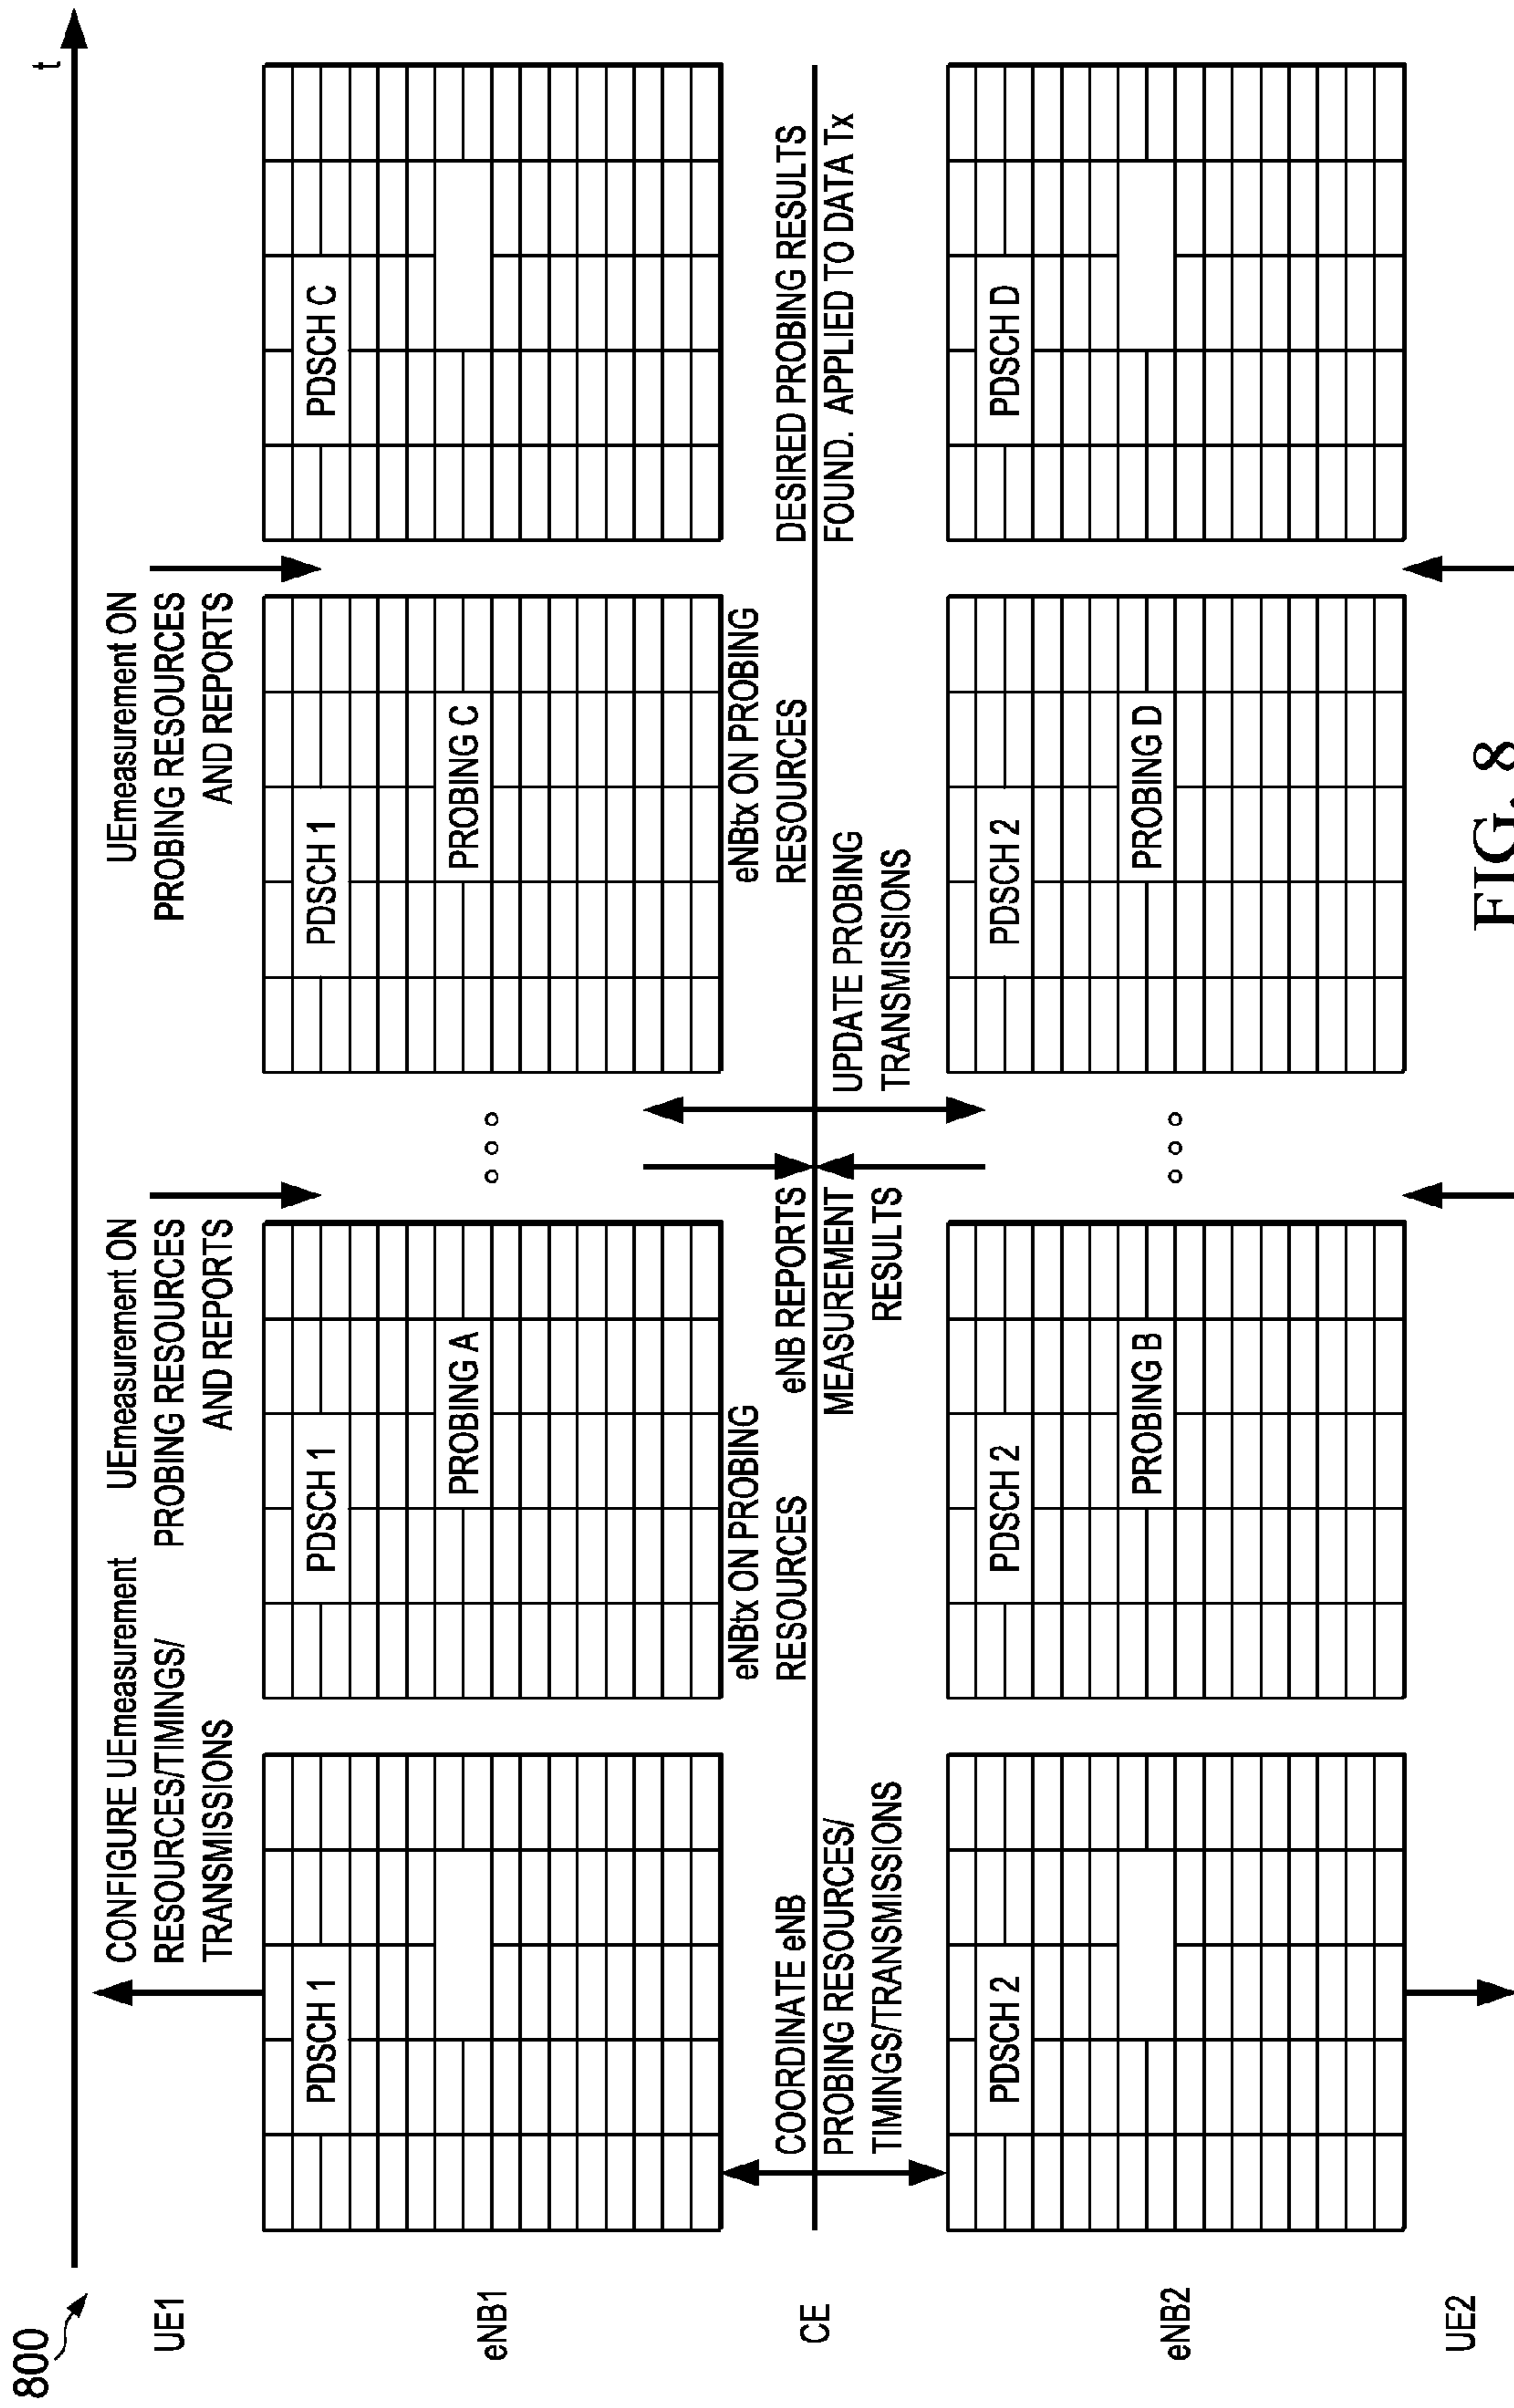 800
t
UE1
CONFIGURE UEmeasurement
RESOURCES/TIMINGS/
TRANSMISSIONS
UEmeasurement ON
PROBING RESOURCES
AND REPORTS
UEmeasurement ON
PROBING RESOURCES
AND REPORTS
eNB1
PDSCH 1
PDSCH 1
PROBING A
PDSCH 1
PROBING C
PDSCH C
eNBtx ON PROBING
RESOURCES
eNBtx ON PROBING
RESOURCES
CE
COORDINATE eNB
PROBING RESOURCES/
TIMINGS/TRANSMISSIONS
eNB REPORTS
MEASUREMENT
RESULTS
UPDATE PROBING
TRANSMISSIONS
DESIRED PROBING RESULTS
FOUND. APPLIED TO DATA Tx
eNB2
PDSCH 2
PDSCH 2
PROBING B
PDSCH 2
PROBING D
PDSCH D
UE2
FIG. 8